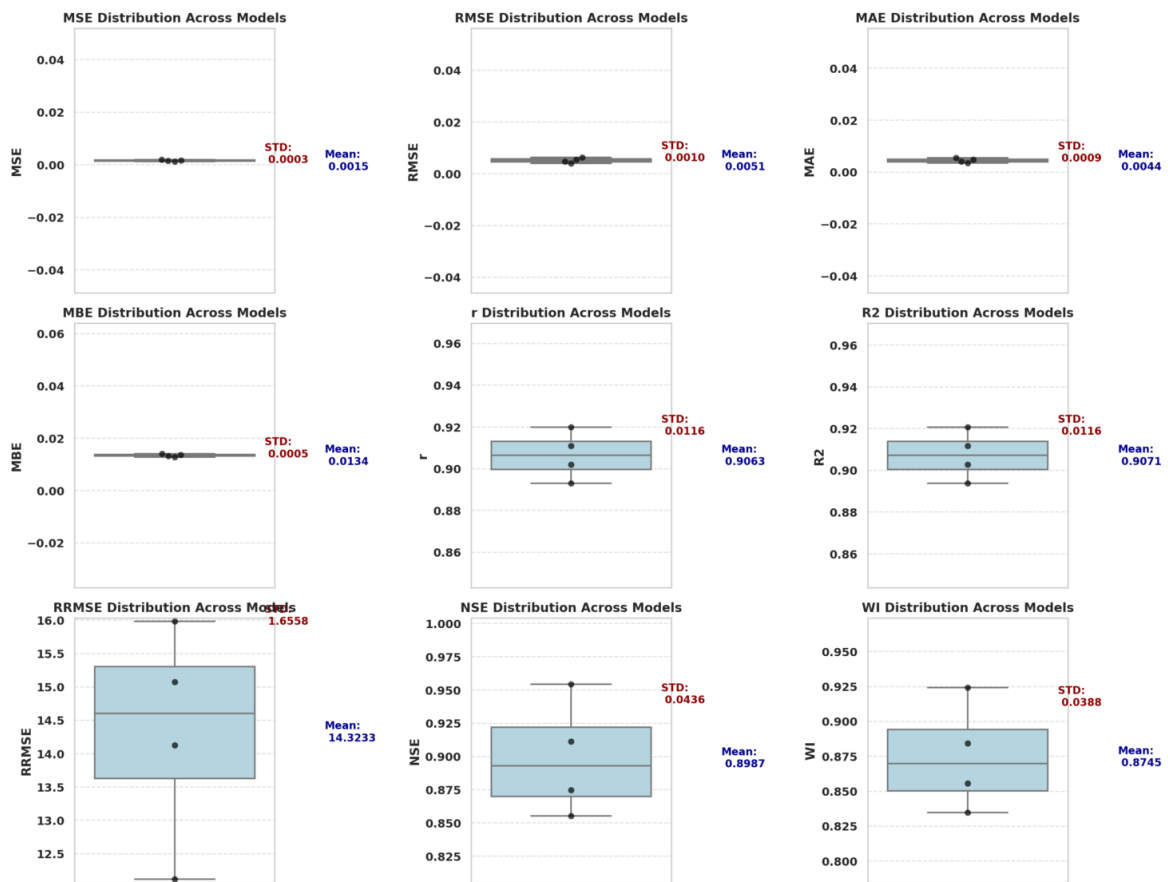 MSE Distribution Across Models
MSE
0.04
0.02
0.00
−0.02
−0.04
STD:
0.0003
Mean:
0.0015
RMSE Distribution Across Models
RMSE
0.04
0.02
0.00
−0.02
−0.04
STD:
0.0010
Mean:
0.0051
MAE Distribution Across Models
MAE
0.04
0.02
0.00
−0.02
−0.04
STD:
0.0009
Mean:
0.0044
MBE Distribution Across Models
MBE
0.06
0.04
0.02
0.00
−0.02
STD:
0.0005
Mean:
0.0134
r Distribution Across Models
r
0.96
0.94
0.92
0.90
0.88
0.86
STD:
0.0116
Mean:
0.9063
R2 Distribution Across Models
R2
0.96
0.94
0.92
0.90
0.88
0.86
STD:
0.0116
Mean:
0.9071
RRMSE Distribution Across Models
RRMSE
16.0
15.5
15.0
14.5
14.0
13.5
13.0
12.5
STD:
1.6558
Mean:
14.3233
NSE Distribution Across Models
NSE
1.000
0.975
0.950
0.925
0.900
0.875
0.850
0.825
STD:
0.0436
Mean:
0.8987
WI Distribution Across Models
WI
0.950
0.925
0.900
0.875
0.850
0.825
0.800
STD:
0.0388
Mean:
0.8745